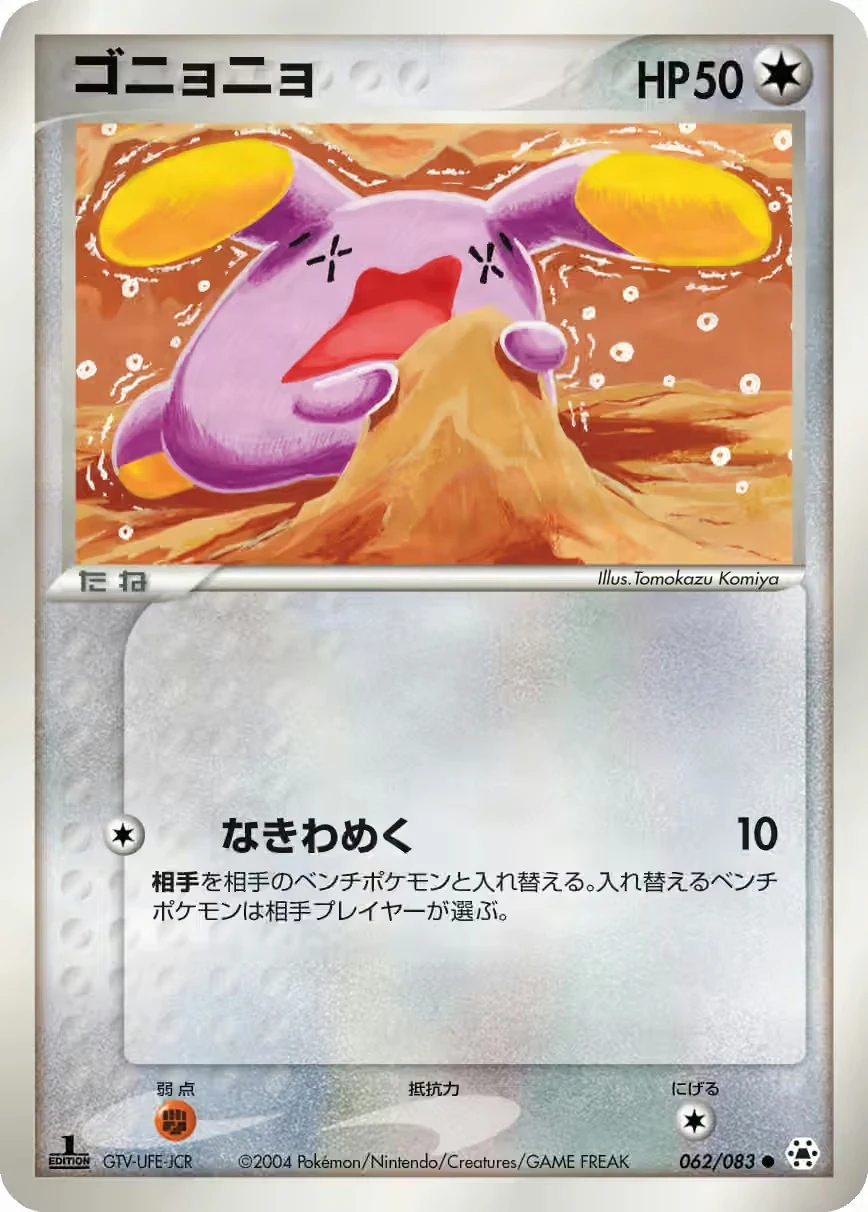 ゴニョニョ HP50
たね Illus.Tomokazu Komiya
なきわめく 10
相手を相手のベンチポケモンと入れ替える。入れ替えるベンチ
ポケモンは相手プレイヤーが選ぶ。
弱点 抵抗力 にげる
1 EDITION GTV-UFE-JCR ©2004 Pokémon/Nintendo/Creatures/GAME FREAK 062/083